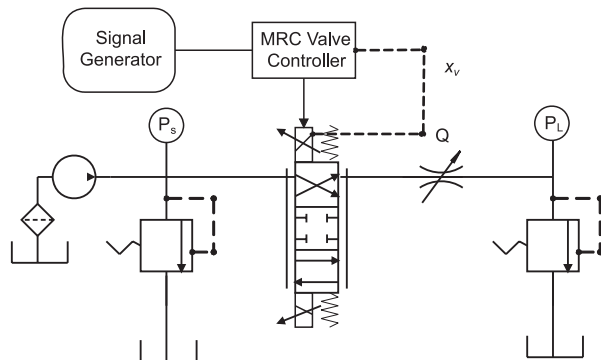 Signal
Generator
MRC Valve
Controller
x_v
P_s
Q
P_L